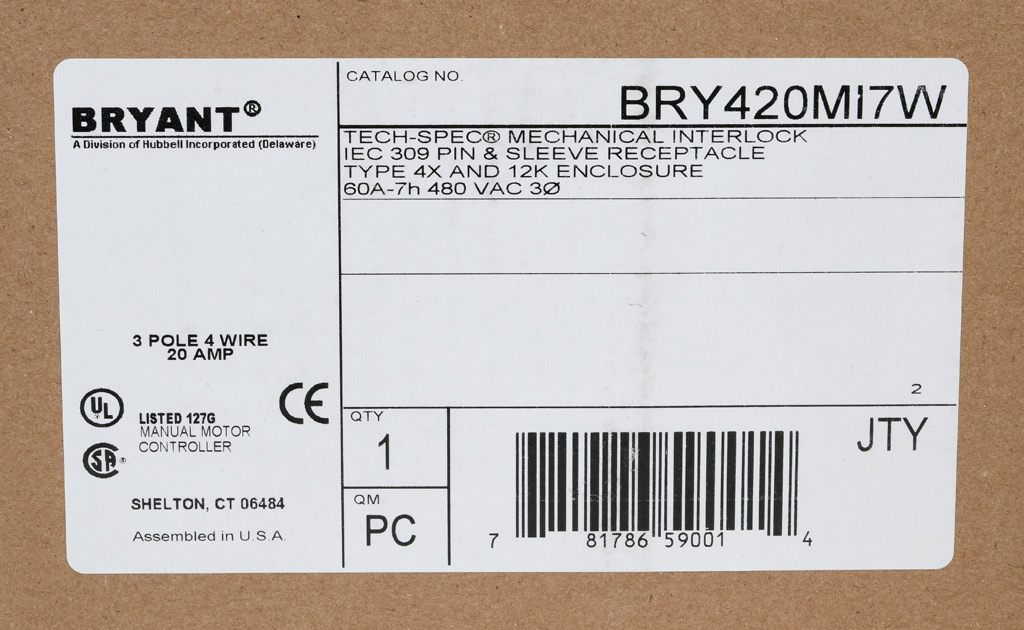 BRYANT®
A Division of Hubbell Incorporated (Delaware)
3 POLE 4 WIRE
20 AMP
UL
CE
LISTED 127G
MANUAL MOTOR
CONTROLLER
SA®
SHELTON, CT 06484
Assembled in U.S.A.
CATALOG NO.
BRY420MI7W
TECH-SPEC® MECHANICAL INTERLOCK
IEC 309 PIN & SLEEVE RECEPTACLE
TYPE 4X AND 12K ENCLOSURE
60A-7h 480 VAC 3Ø
2
QTY
1
QM
PC
JTY
7 81786 59001 4